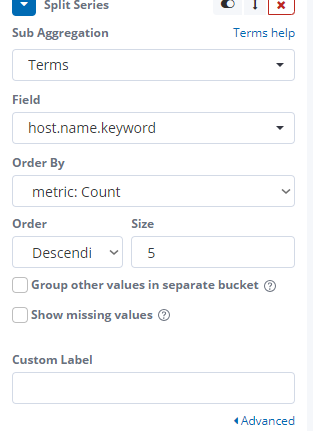 Split Series
Sub Aggregation Terms help
Terms
Field
host.name.keyword
Order By
metric: Count
Order Size
Descendi 5
Group other values in separate bucket
Show missing values
Custom Label
Advanced